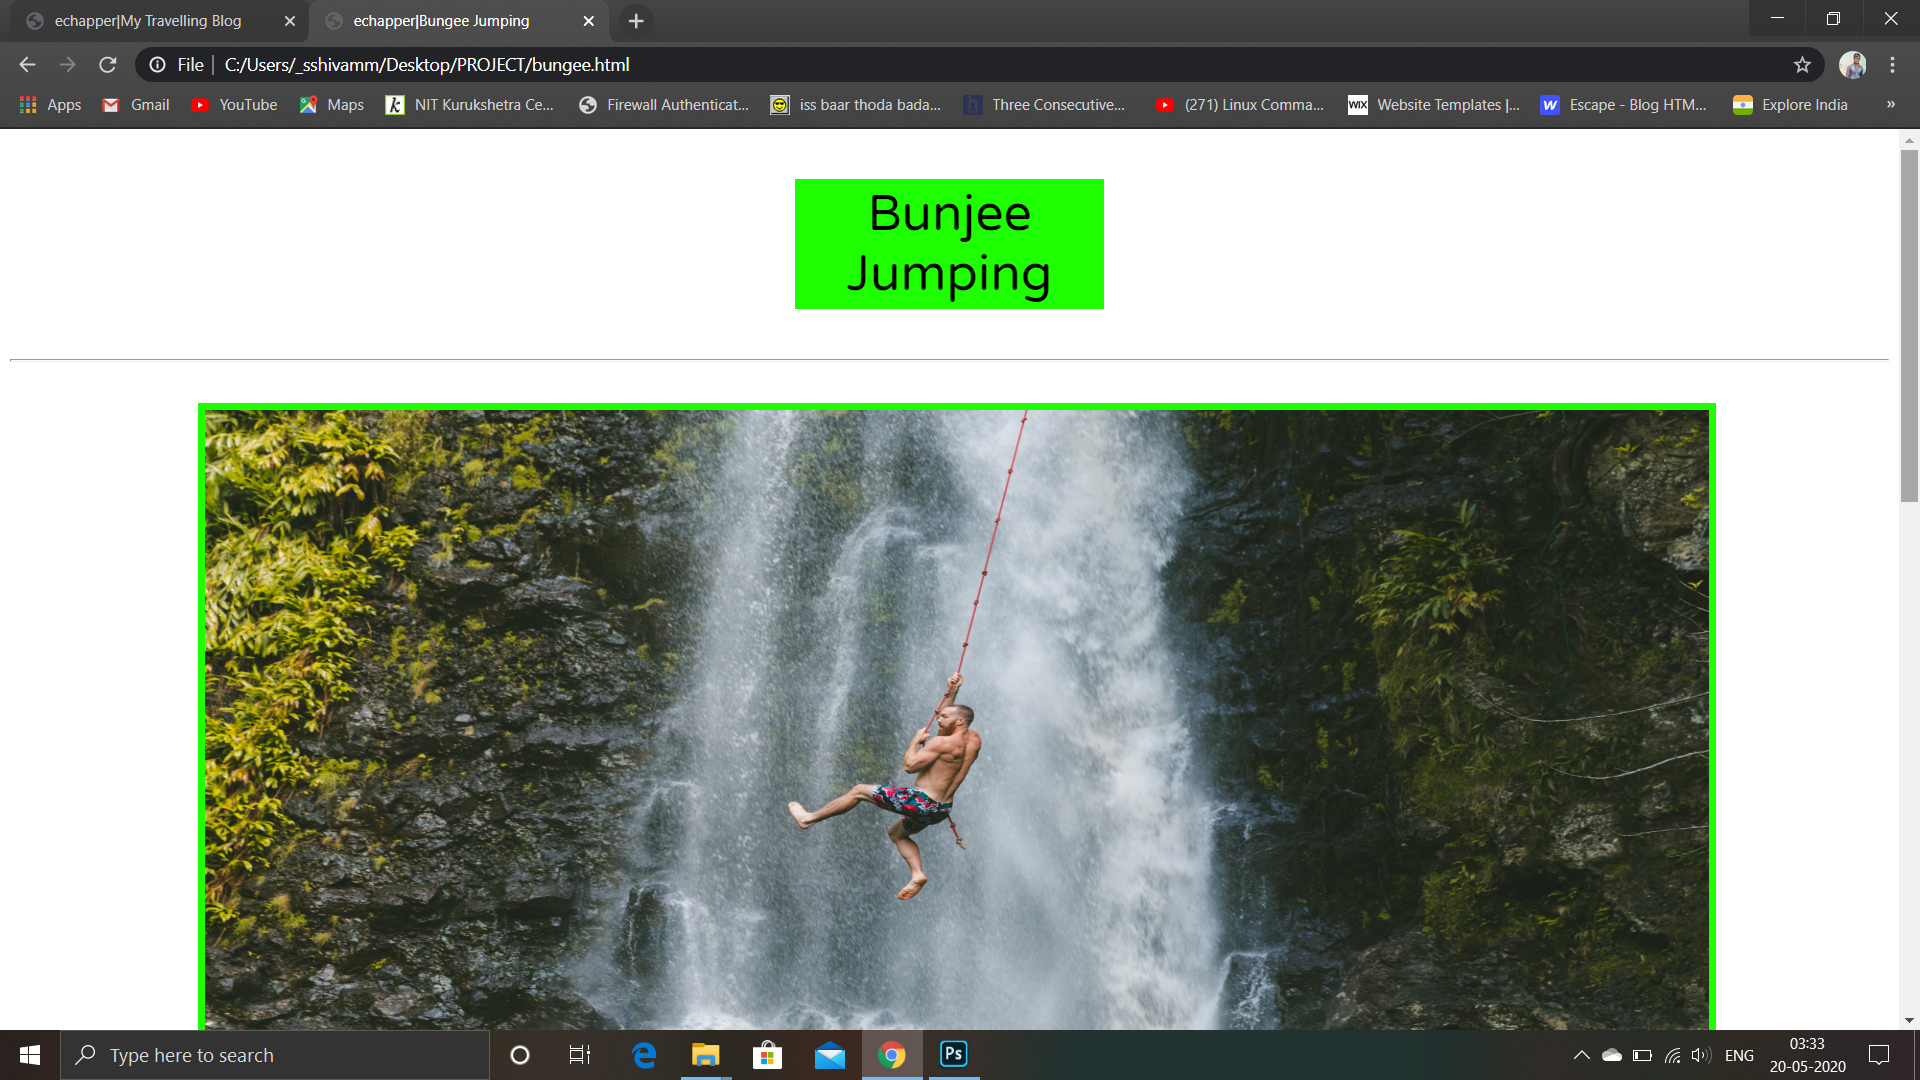 echapper|My Travelling Blog
echapper|Bungee Jumping
File
C:/Users/_sshivamm/Desktop/PROJECT/bungee.html
Apps
Gmail
YouTube
Maps
k
NIT Kurukshetra Ce...
Firewall Authenticat...
iss baar thoda bada...
h
Three Consecutive...
(271) Linux Comma...
WIX
Website Templates |...
w
Escape - Blog HTM...
Explore India
»
Bunjee
Jumping
Type here to search
Ps
ENG
03:33
20-05-2020